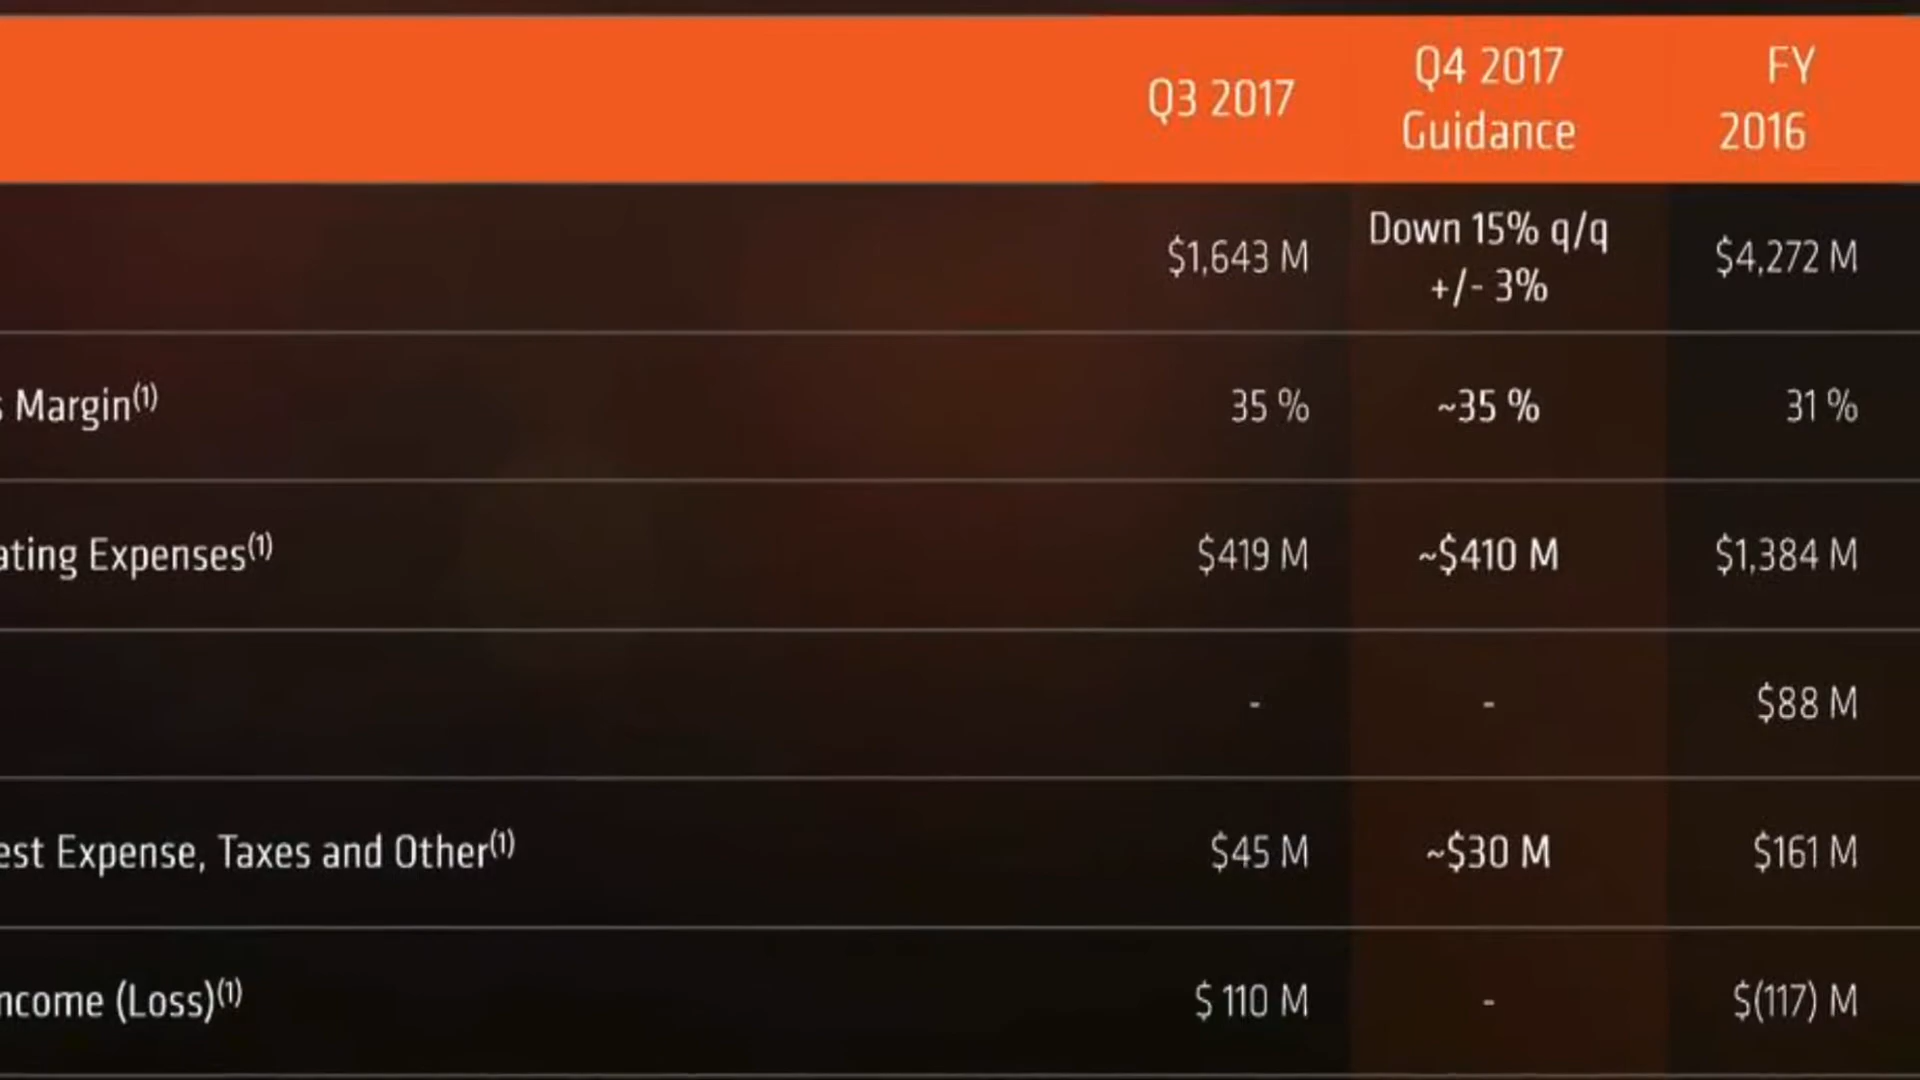 Q3 2017
Q4 2017
Guidance
FY
2016
$1,643 M
Down 15% q/q
+/- 3%
$4,272 M
Margin(1)
35 %
~35 %
31 %
ating Expenses(1)
$419 M
~$410 M
$1,384 M
-
-
$88 M
est Expense, Taxes and Other(1)
$45 M
~$30 M
$161 M
ncome (Loss)(1)
$ 110 M
-
$(117) M